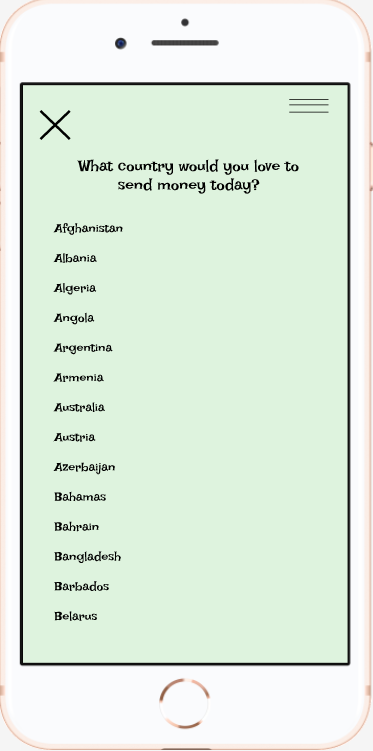 What country would you love to
send money today?
Afghanistan
Albania
Algeria
Angola
Argentina
Armenia
Australia
Austria
Azerbaijan
Bahamas
Bahrain
Bangladesh
Barbados
Belarus